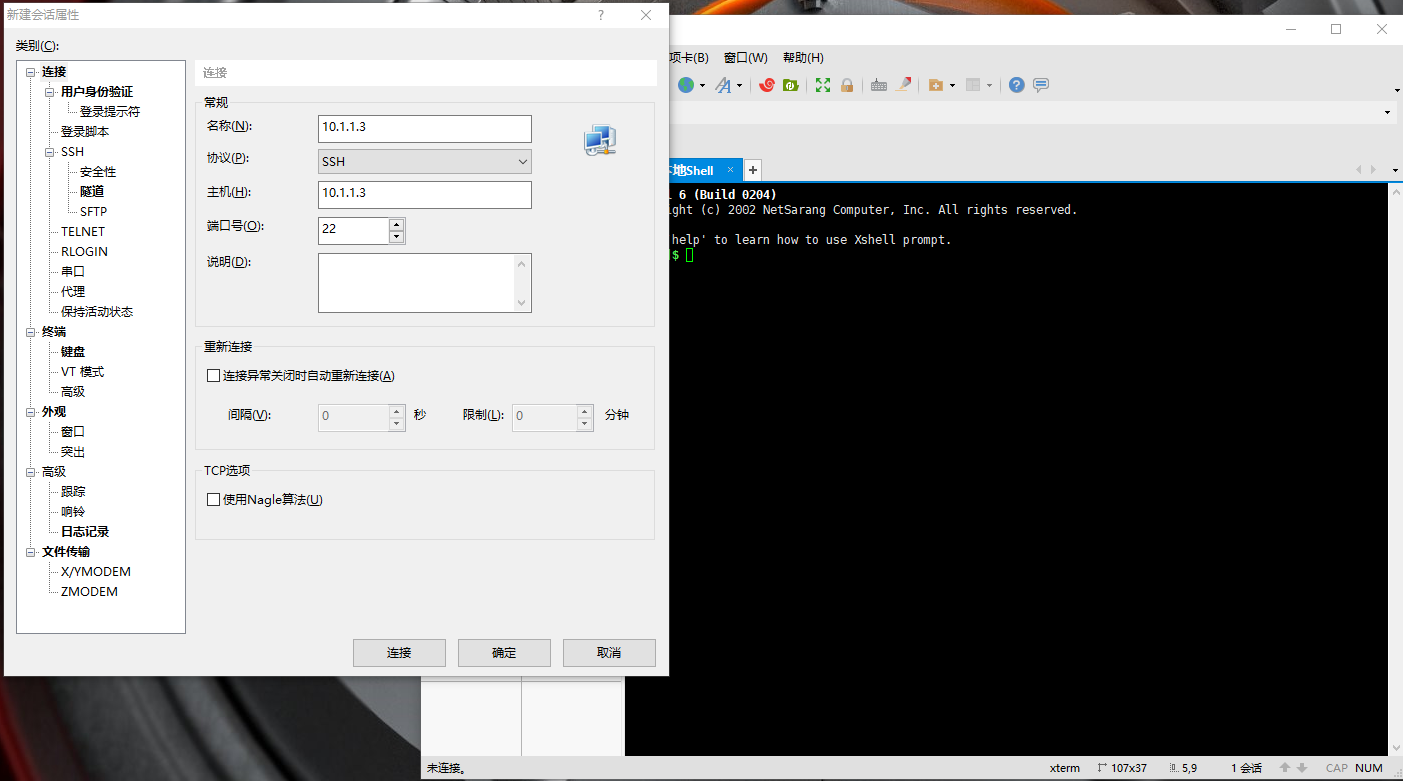 新建会话属性
?
类别(C):
连接
用户身份验证
登录提示符
登录脚本
SSH
安全性
隧道
SFTP
TELNET
RLOGIN
串口
代理
保持活动状态
终端
键盘
VT 模式
高级
外观
窗口
突出
高级
跟踪
响铃
日志记录
文件传输
X/YMODEM
ZMODEM
连接
常规
名称(N):
10.1.1.3
协议(P):
SSH
主机(H):
10.1.1.3
端口号(O):
22
说明(D):
重新连接
连接异常关闭时自动重新连接(A)
间隔(V):
0
秒
限制(L):
0
分钟
TCP选项
使用Nagle算法(U)
连接
确定
取消
项卡(B)
窗口(W)
帮助(H)
地Shell
6 (Build 0204)
ght (c) 2002 NetSarang Computer, Inc. All rights reserved.
help' to learn how to use Xshell prompt.
$
未连接。
xterm
107x37
5,9
1 会话
CAP
NUM